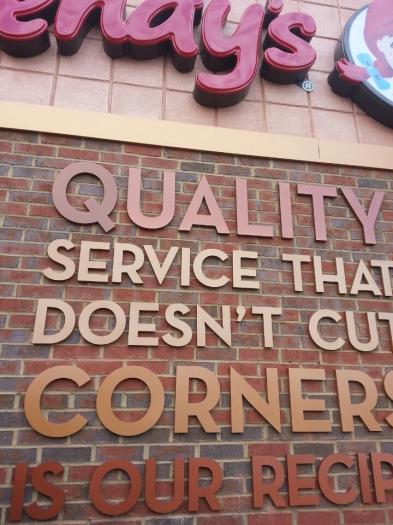 endy's®
QUALITY
SERVICE THAT
DOESN'T CUT
CORNERS
IS OUR RECIP